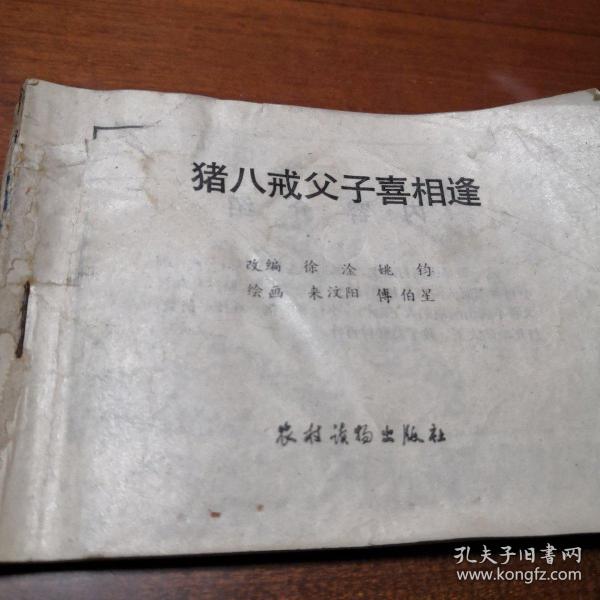 猪八戒父子喜相逢
改编 徐淦 姚钧
绘画 来汶阳 傅伯星
农村读物出版社
孔夫子旧书网
www.kongfz.com